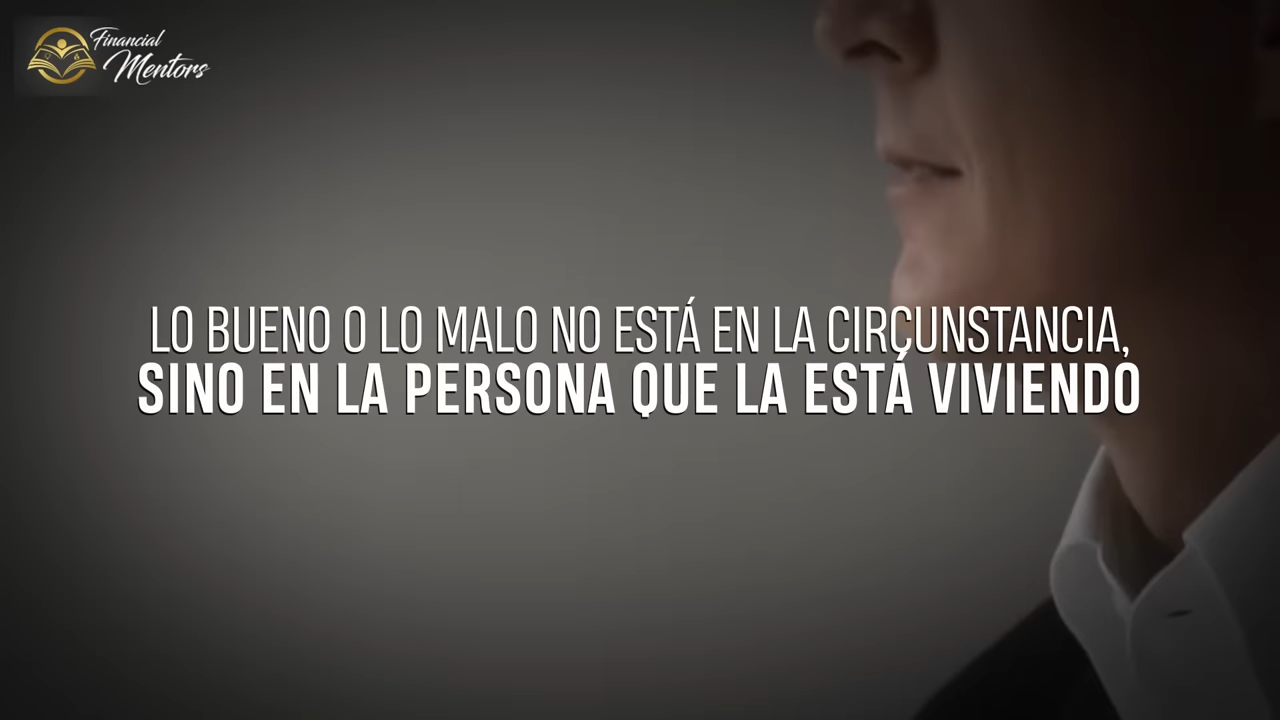 Financial
Mentors
LO BUENO O LO MALO NO ESTÁ EN LA CIRCUNSTANCIA,
SINO EN LA PERSONA QUE LA ESTÁ VIVIENDO